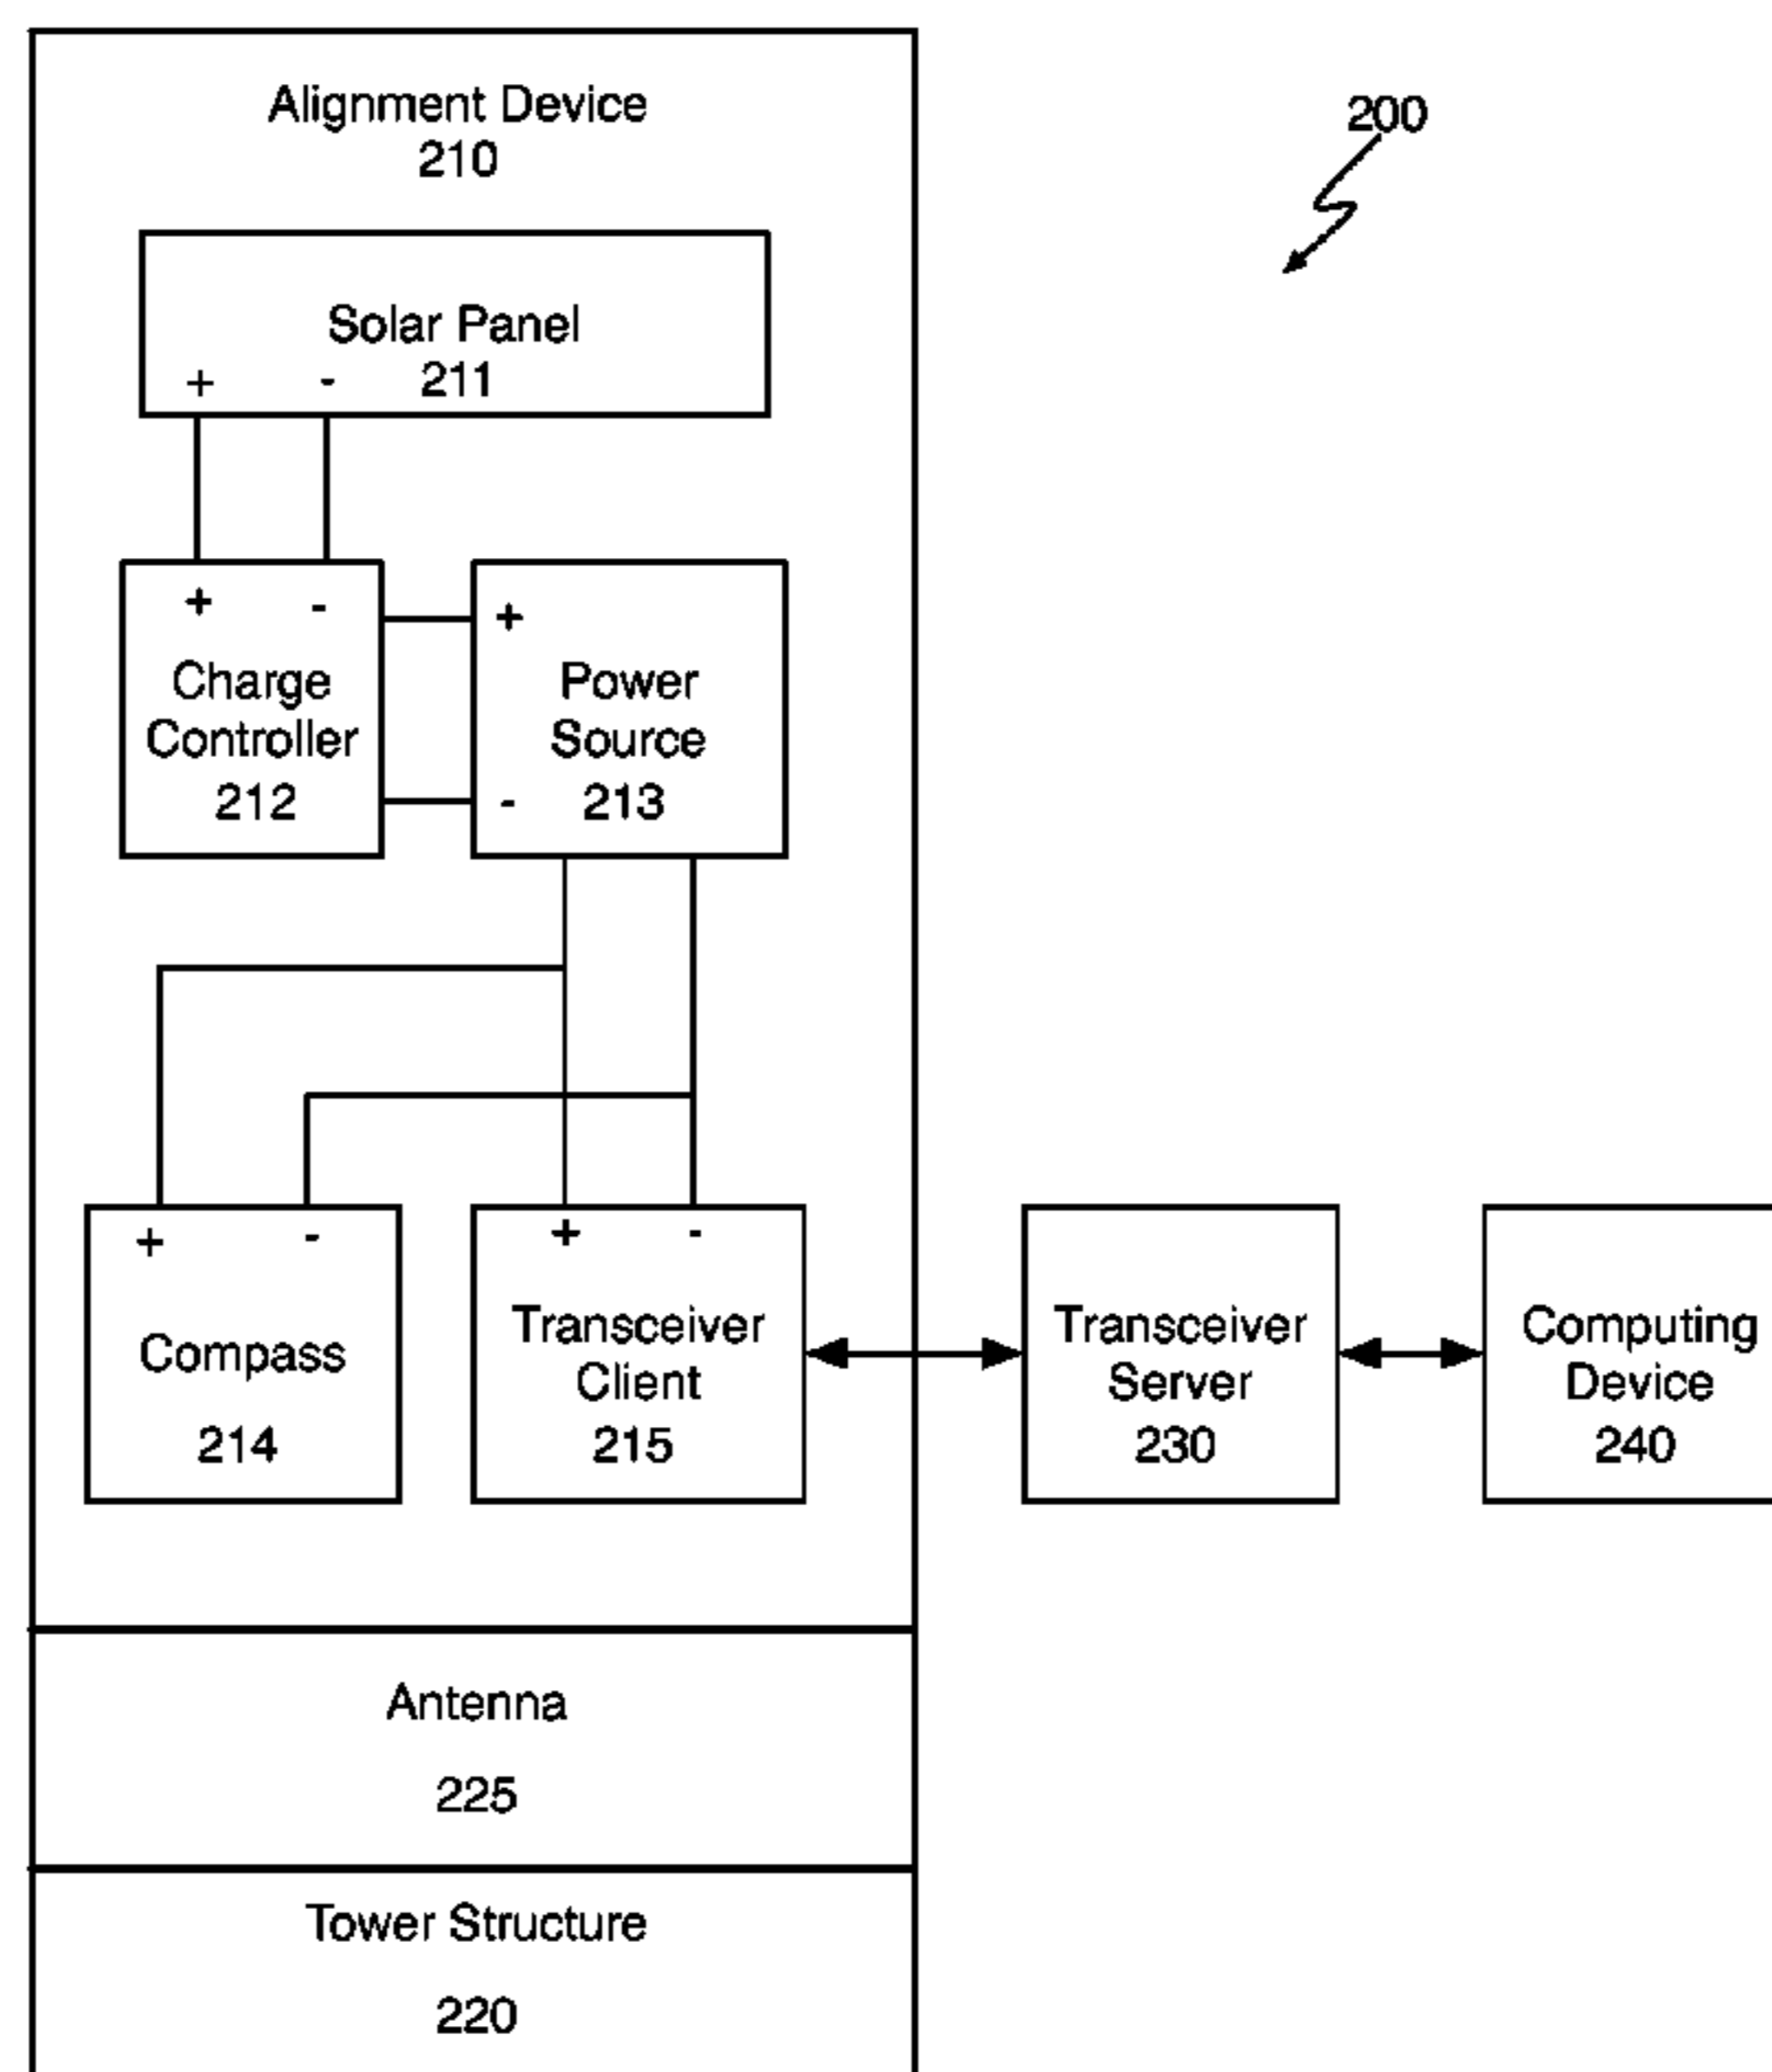 Alignment Device
210
200
Solar Panel
+ - 211
+ -
Charge
Controller
212
+
Power
Source
- 213
+ -
Compass
214
+ -
Transceiver
Client
215
Transceiver
Server
230
Computing
Device
240
Antenna
225
Tower Structure
220